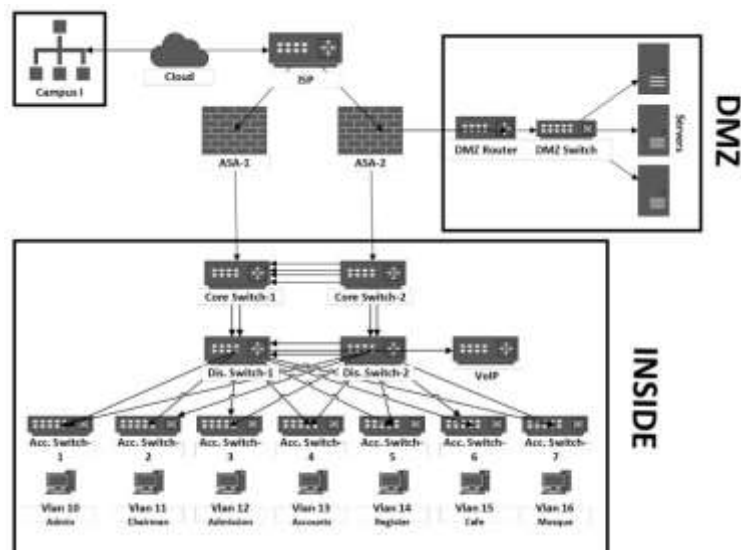 Campus I
Cloud
ISP
ASA-1
ASA-2
DMZ Router
DMZ Switch
Servers
DMZ
Core Switch-1
Core Switch-2
Dis. Switch-1
Dis. Switch-2
VoIP
INSIDE
Acc. Switch-
1
Acc. Switch-
2
Acc. Switch-
3
Acc. Switch-
4
Acc. Switch-
5
Acc. Switch-
6
Acc. Switch-
7
Vlan 10
Admin
Vlan 11
Chairman
Vlan 12
Admission
Vlan 13
Accounts
Vlan 14
Register
Vlan 15
Cafe
Vlan 16
Mosque